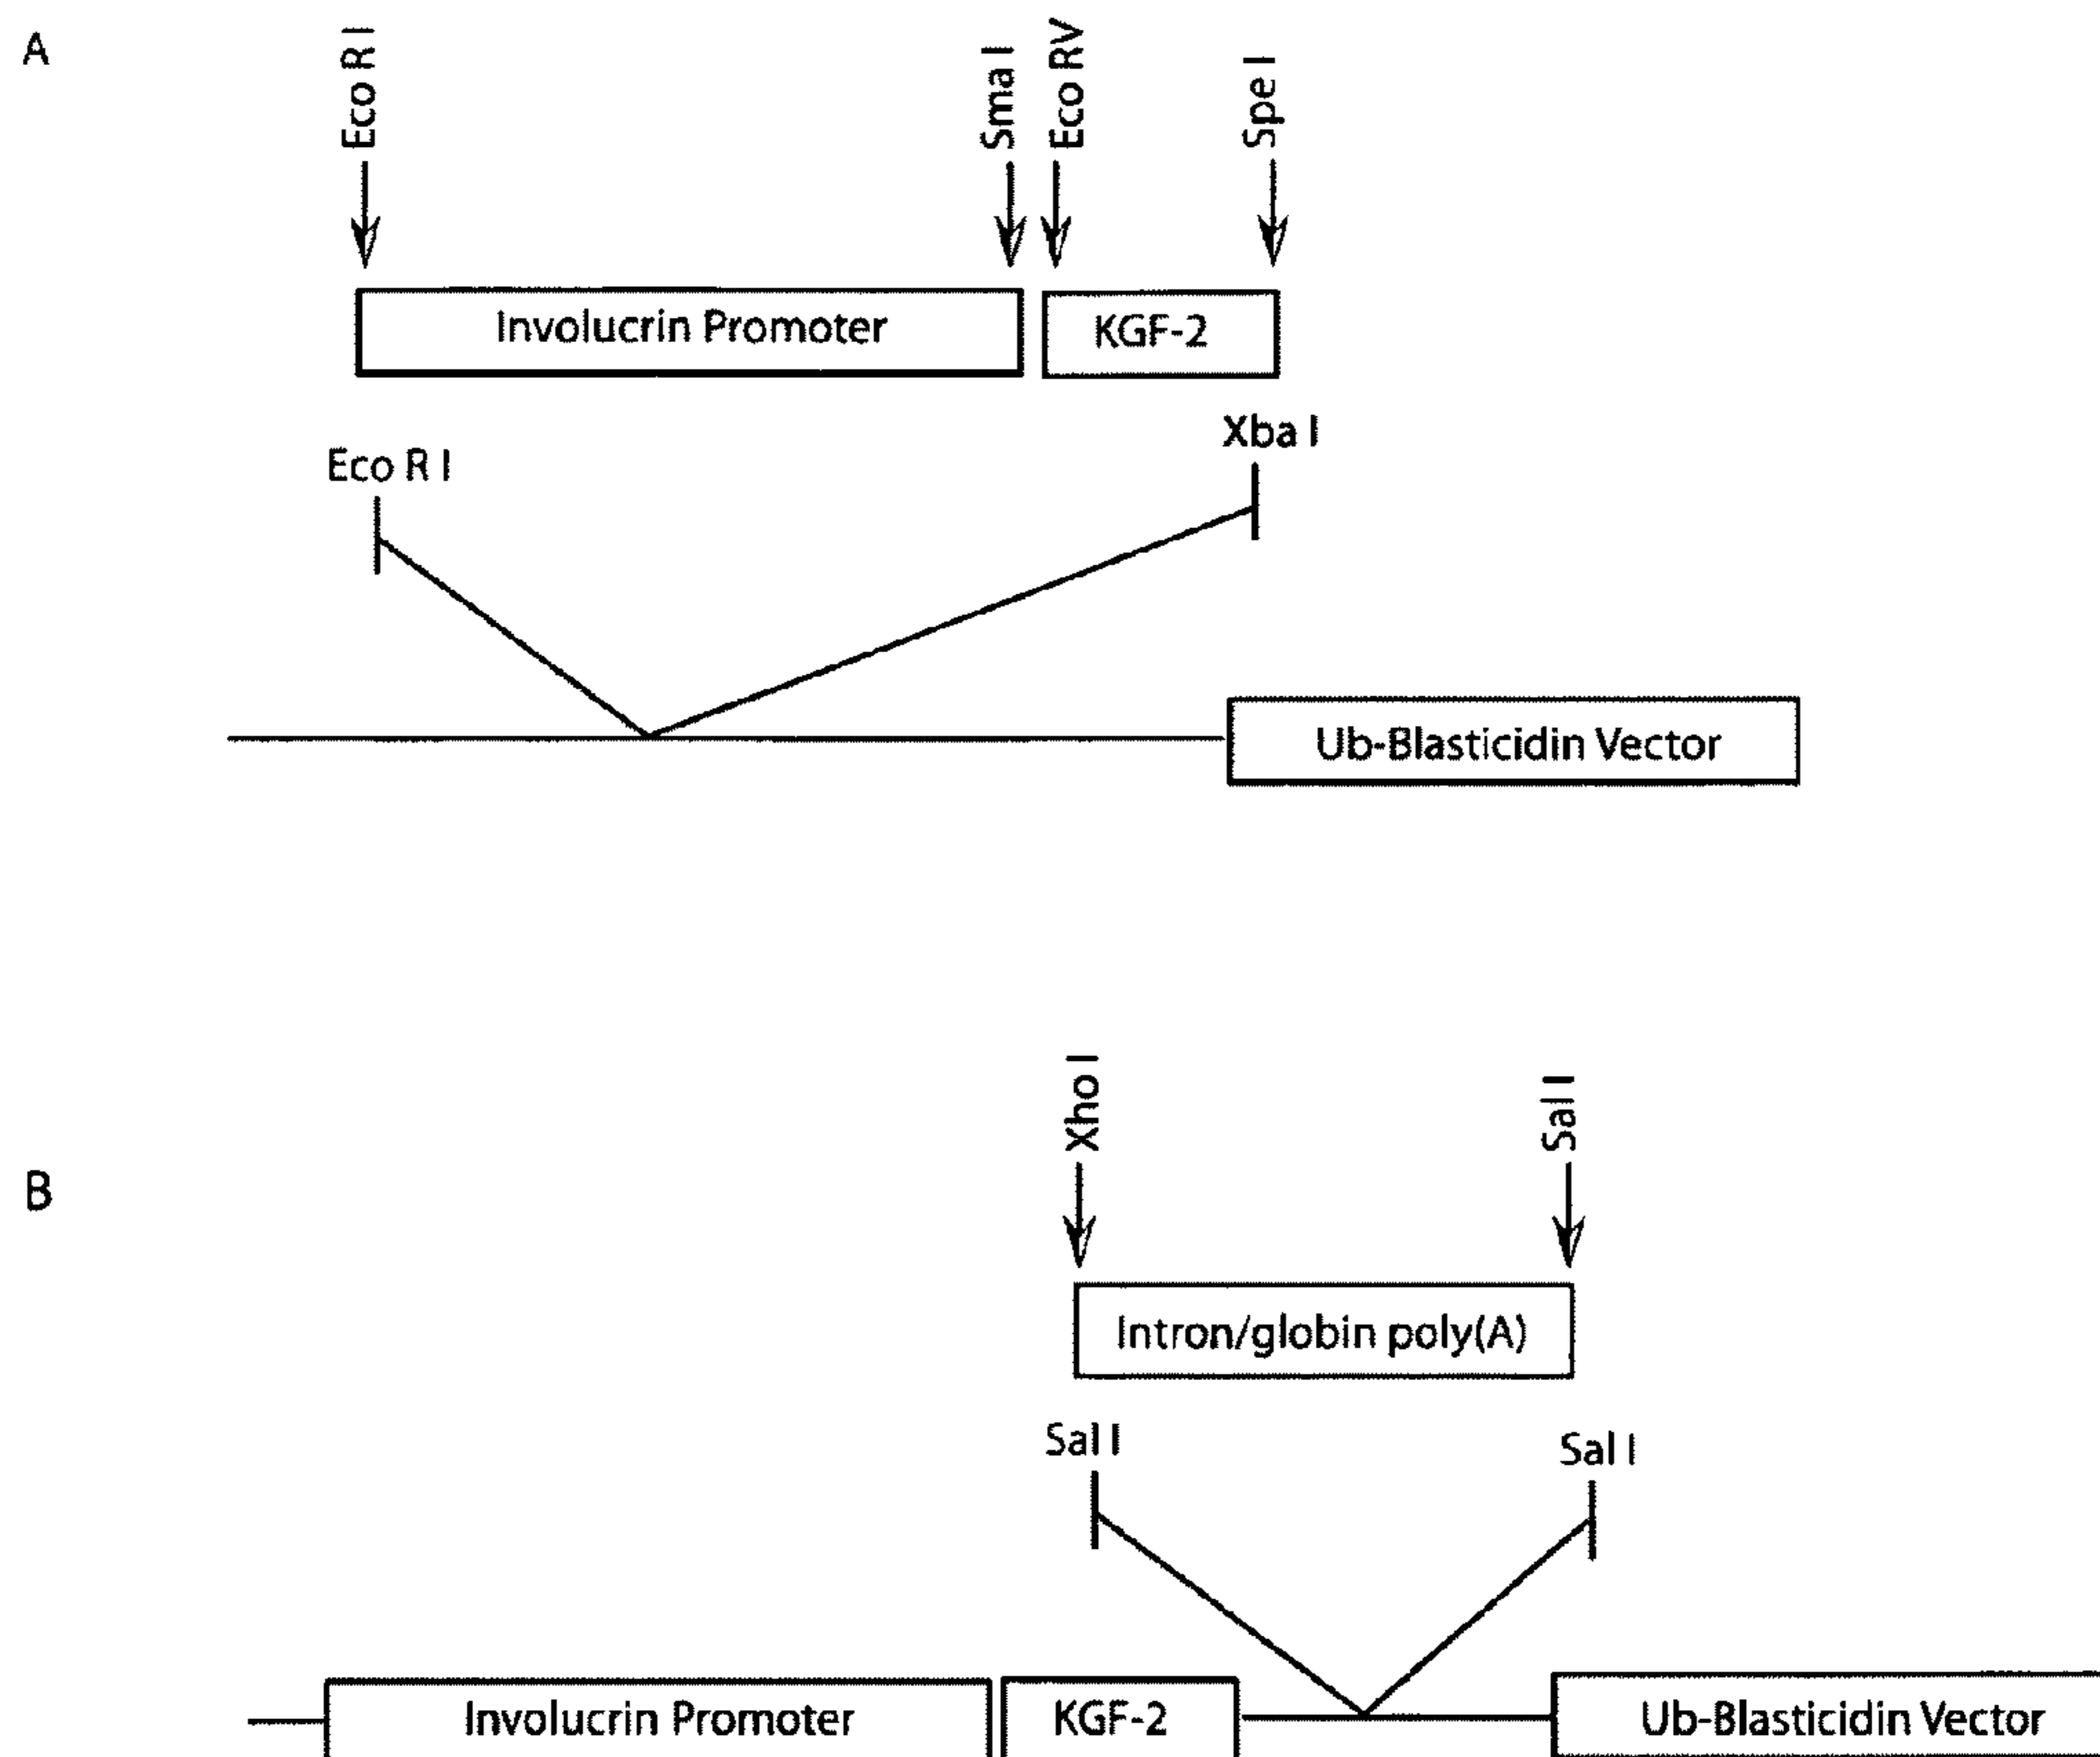 A
Eco R I
Sma I
Eco RV
Spe I
Involucrin Promoter
KGF-2
Xba I
Eco R I
Ub-Blasticidin Vector
B
Xho I
Sal I
Intron/globin poly(A)
Sal I
Sal I
Involucrin Promoter
KGF-2
Ub-Blasticidin Vector